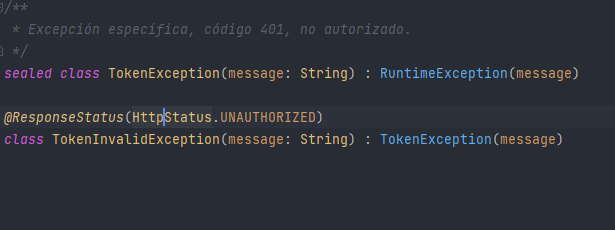 /**
* Excepción específica, código 401, no autorizado.
*/
sealed class TokenException(message: String) : RuntimeException(message)
@ResponseStatus(HttpStatus.UNAUTHORIZED)
class TokenInvalidException(message: String) : TokenException(message)